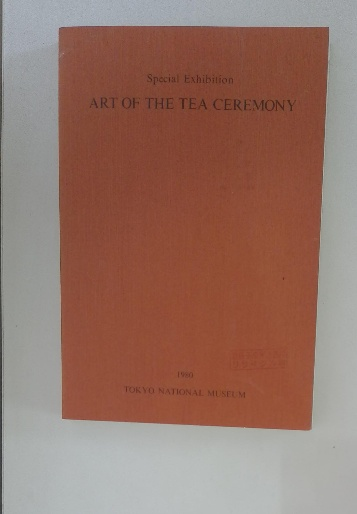 Special Exhibition
ART OF THE TEA CEREMONY
1980
TOKYO NATIONAL MUSEUM